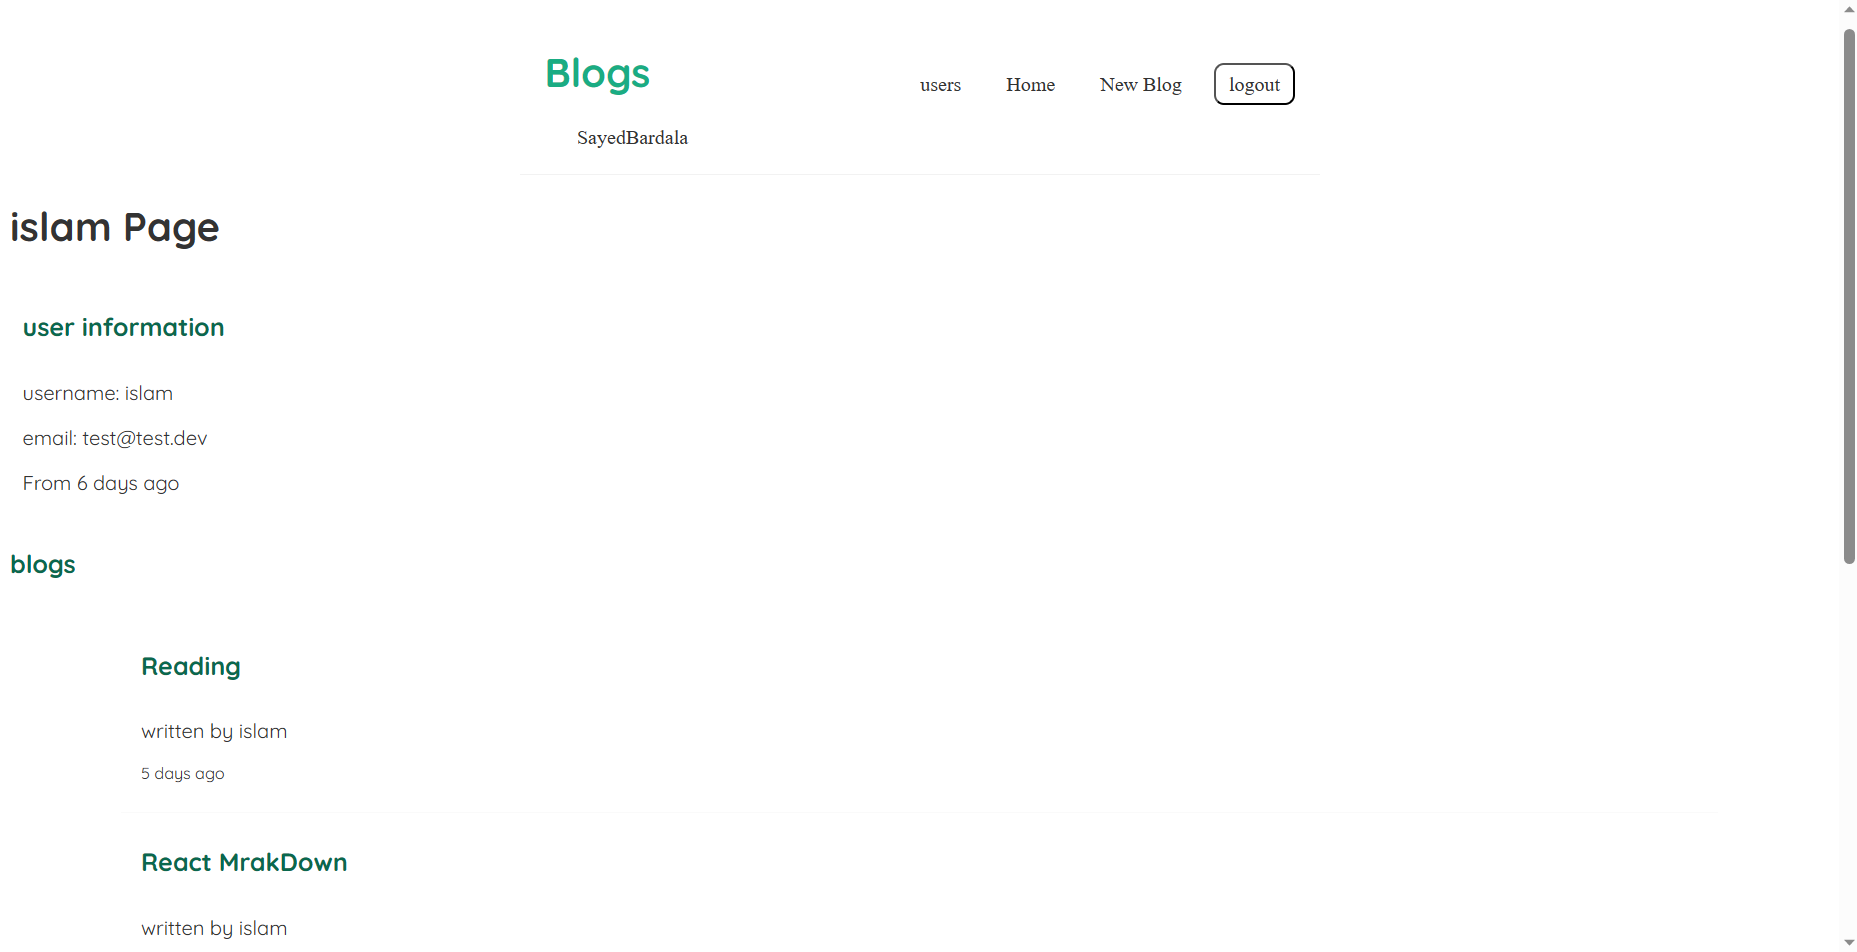 Blogs
users Home New Blog logout
SayedBardala
islam Page
user information
username: islam
email: test@test.dev
From 6 days ago
blogs
Reading
written by islam
5 days ago
React MrakDown
written by islam